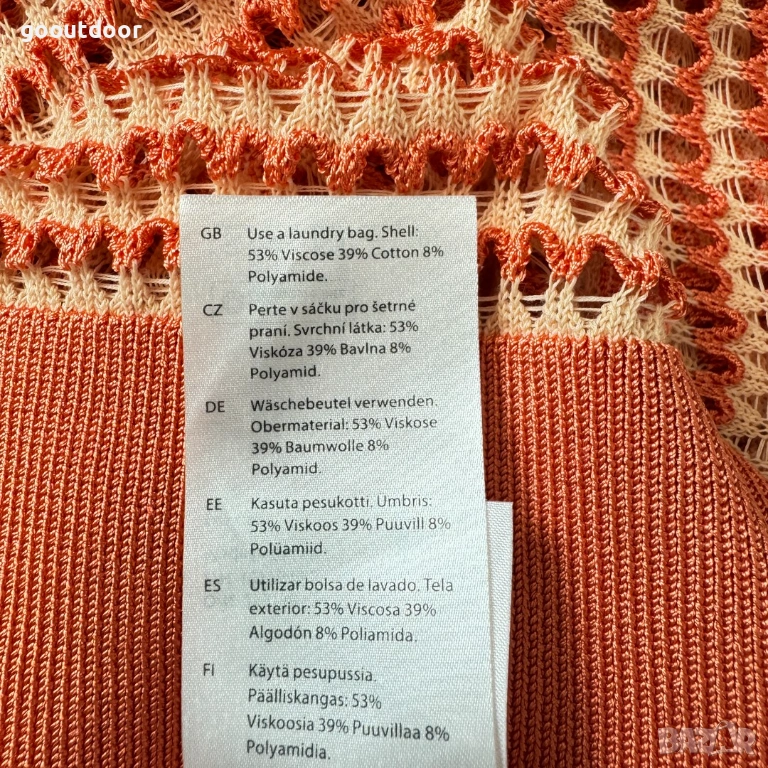 gooutdoor
GB Use a laundry bag. Shell:
53% Viscose 39% Cotton 8%
Polyamide.
CZ Perte v sáčku pro šetrné
praní. Svrchní látka: 53%
Viskóza 39% Bavlna 8%
Polyamid.
DE Wäschebeutel verwenden.
Obermaterial: 53% Viskose
39% Baumwolle 8%
Polyamid.
EE Kasuta pesukotti. Ümbris:
53% Viskoos 39% Puuvill 8%
Polüamiid.
ES Utilizar bolsa de lavado. Tela
exterior: 53% Viscosa 39%
Algodón 8% Poliamida.
FI Käytä pesupussia.
Päälliskangas: 53%
Viskoosia 39% Puuvillaa 8%
Polyamidia.
BAZAR